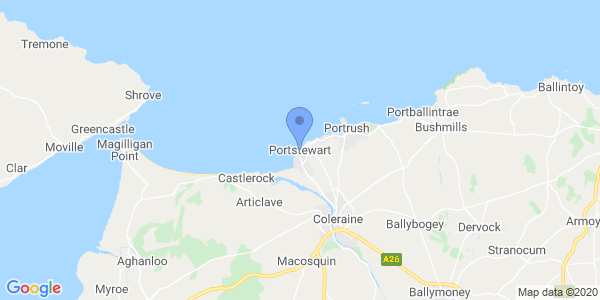 Tremone
Shrove
Ballintoy
Portballintrae
Greencastle
Portrush
Bushmills
Moville
Magilligan
Point
Portstewart
Clar
Castlerock
Articlave
Coleraine
Ballybogey
Dervock
Armoy
Stranocum
Aghanloo
Macosquin
A26
Myroe
Ballymoney
Google
Map data ©2020